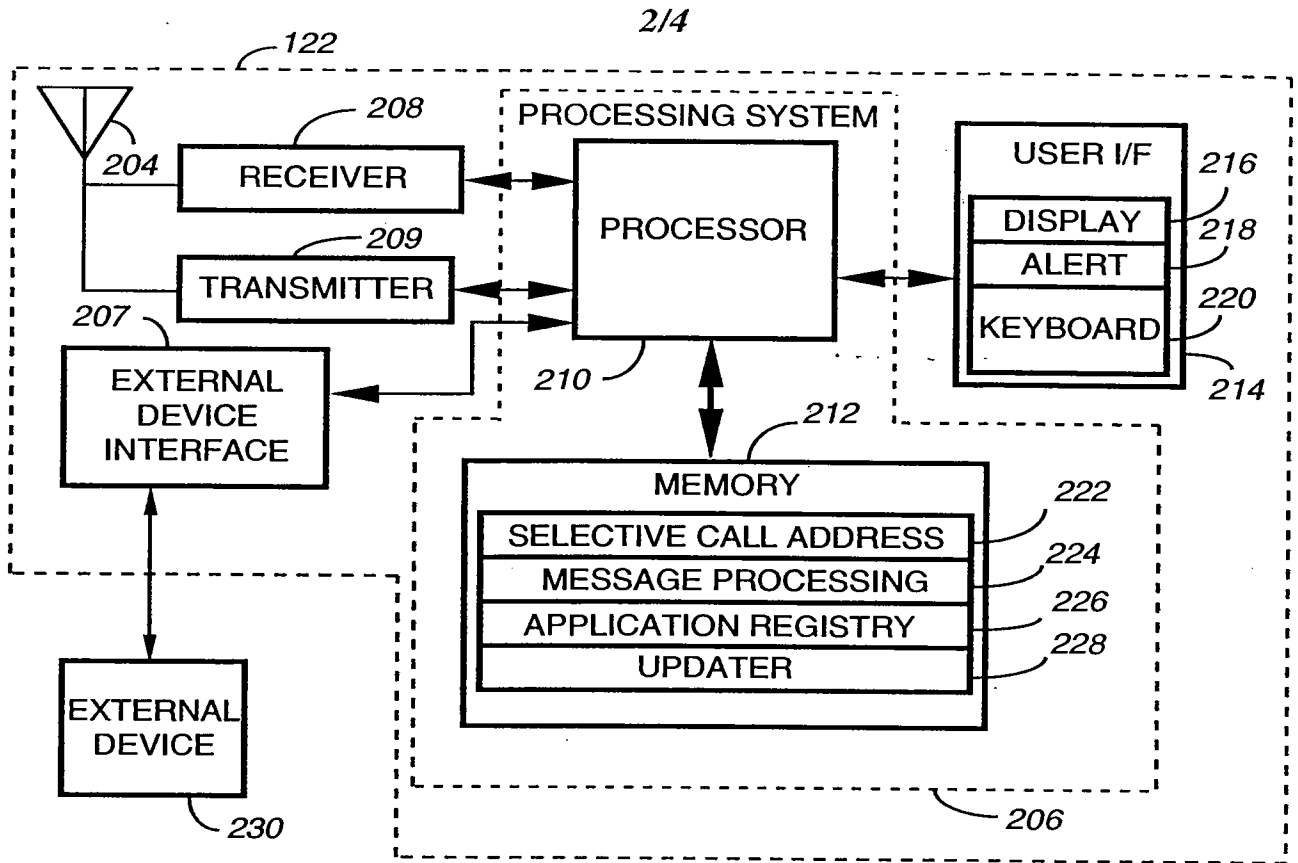 2/4
122
204
208
RECEIVER
209
TRANSMITTER
207
EXTERNAL
DEVICE
INTERFACE
PROCESSING SYSTEM
PROCESSOR
210
USER I/F
DISPLAY
ALERT
KEYBOARD
216
218
220
214
212
MEMORY
SELECTIVE CALL ADDRESS
MESSAGE PROCESSING
APPLICATION REGISTRY
UPDATER
222
224
226
228
EXTERNAL
DEVICE
230
206